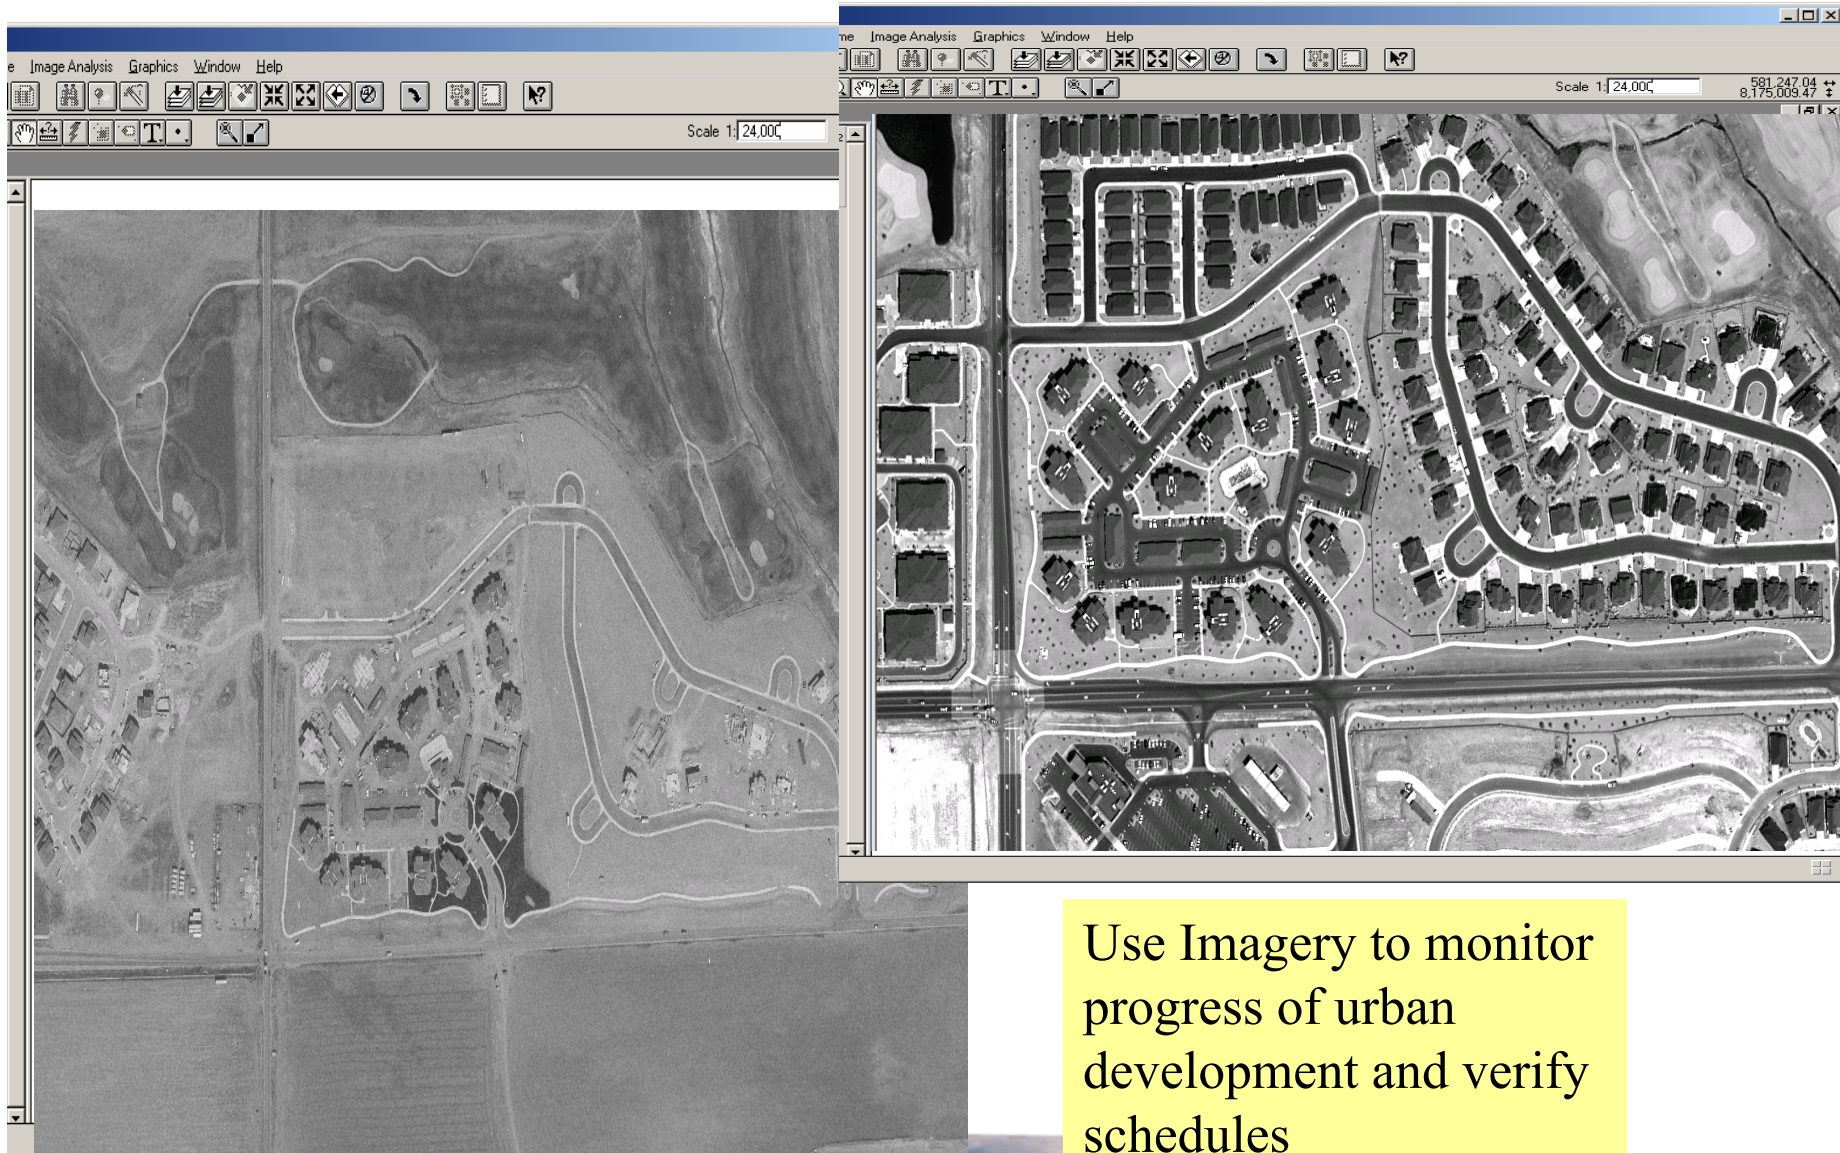 e Image Analysis Graphics Window Help
T
Scale 1: 24,000
me Image Analysis Graphics Window Help
T
Scale 1: 24,000
581,247.04
8,175,009.47
Use Imagery to monitor
progress of urban
development and verify
schedules